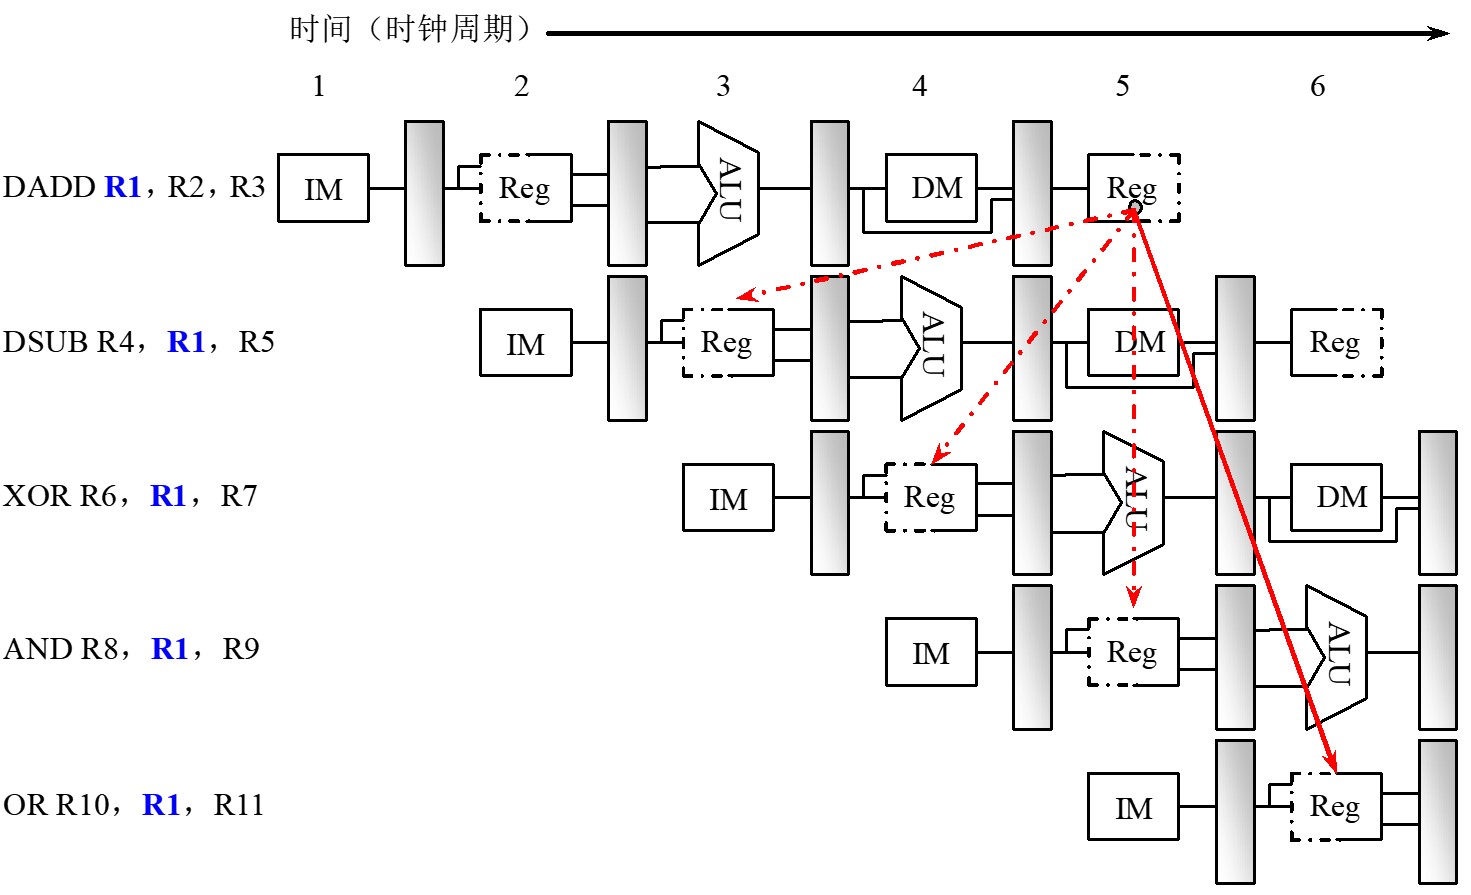 时间（时钟周期）
1 2 3 4 5 6
DADD R1，R2，R3 IM Reg ALU DM Reg
DSUB R4，R1，R5 IM Reg ALU DM Reg
XOR R6，R1，R7 IM Reg ALU DM
AND R8，R1，R9 IM Reg ALU
OR R10，R1，R11 IM Reg